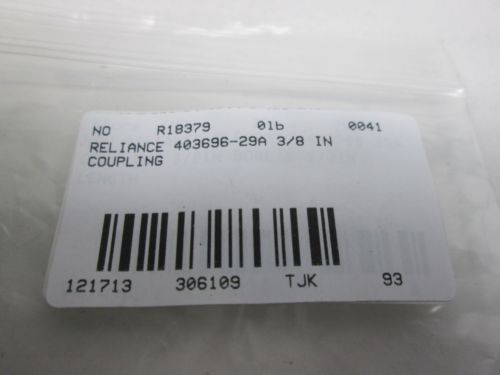 NO R18379 01b 0041
RELIANCE 403696-29A 3/8 IN
COUPLING
121713 306109 TJK 93